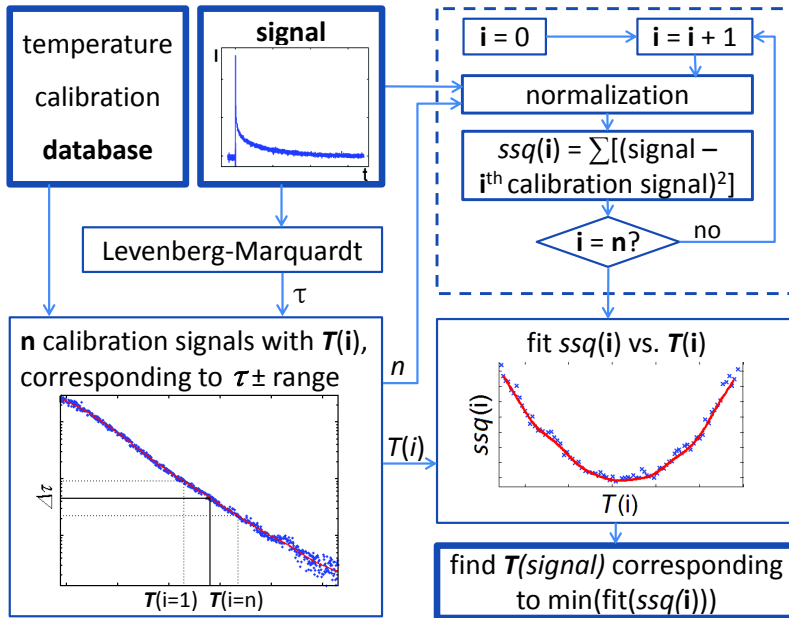 temperature
calibration
database
signal
I
t
Levenberg-Marquardt
τ
n calibration signals with T(i),
corresponding to τ ± range
Δτ
T(i=1) T(i=n)
n
T(i)
i = 0
i = i + 1
normalization
ssq(i) = ∑[(signal –
iᵗʰ calibration signal)²]
i = n?
no
fit ssq(i) vs. T(i)
ssq(i)
T(i)
find T(signal) corresponding
to min(fit(ssq(i)))